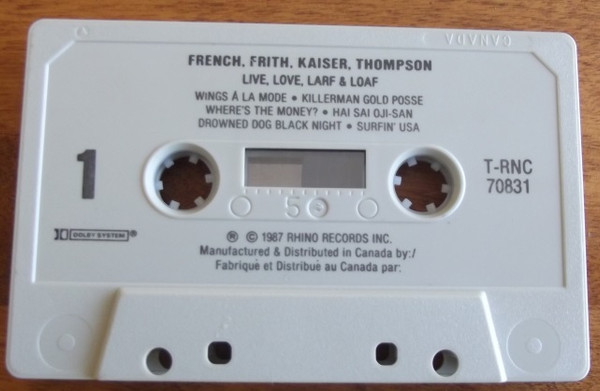 CANADA
FRENCH, FRITH, KAISER, THOMPSON
LIVE, LOVE, LARF & LOAF
WINGS Á LA MODE • KILLERMAN GOLD POSSE
WHERE'S THE MONEY? • HAI SAI OJI-SAN
DROWNED DOG BLACK NIGHT • SURFIN' USA
1
T-RNC
70831
50
DOLBY SYSTEM®
℗ © 1987 RHINO RECORDS INC.
Manufactured & Distributed in Canada by:/
Fabriqué et Distribué au Canada par: